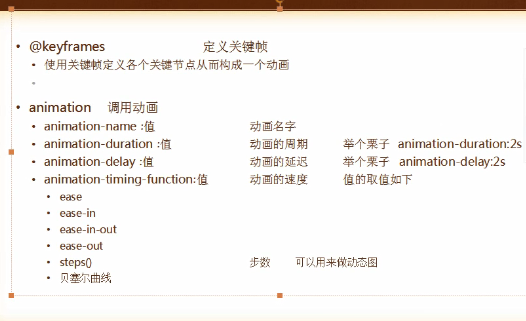 @keyframes 定义关键帧
使用关键帧定义各个关键节点从而构成一个动画
animation 调用动画
animation-name :值 动画名字
animation-duration :值 动画的周期 举个栗子 animation-duration:2s
animation-delay :值 动画的延迟 举个栗子 animation-delay:2s
animation-timing-function:值 动画的速度 值的取值如下
ease
ease-in
ease-in-out
ease-out
steps() 步数 可以用来做动态图
贝塞尔曲线